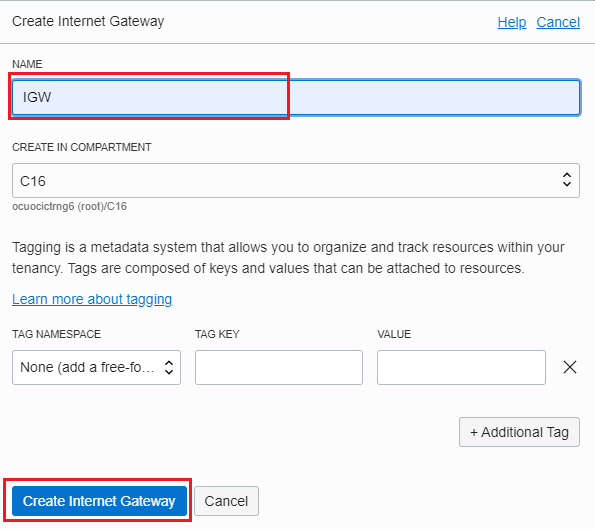 Create Internet Gateway Help Cancel
NAME
IGW
CREATE IN COMPARTMENT
C16
ocuocictrng6 (root)/C16
Tagging is a metadata system that allows you to organize and track resources within your
tenancy. Tags are composed of keys and values that can be attached to resources.
Learn more about tagging
TAG NAMESPACE TAG KEY VALUE
None (add a free-fo...
+ Additional Tag
Create Internet Gateway Cancel